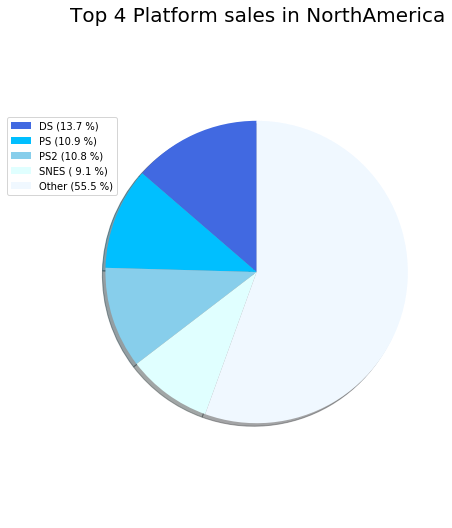 Top 4 Platform sales in NorthAmerica
DS (13.7 %)
PS (10.9 %)
PS2 (10.8 %)
SNES ( 9.1 %)
Other (55.5 %)